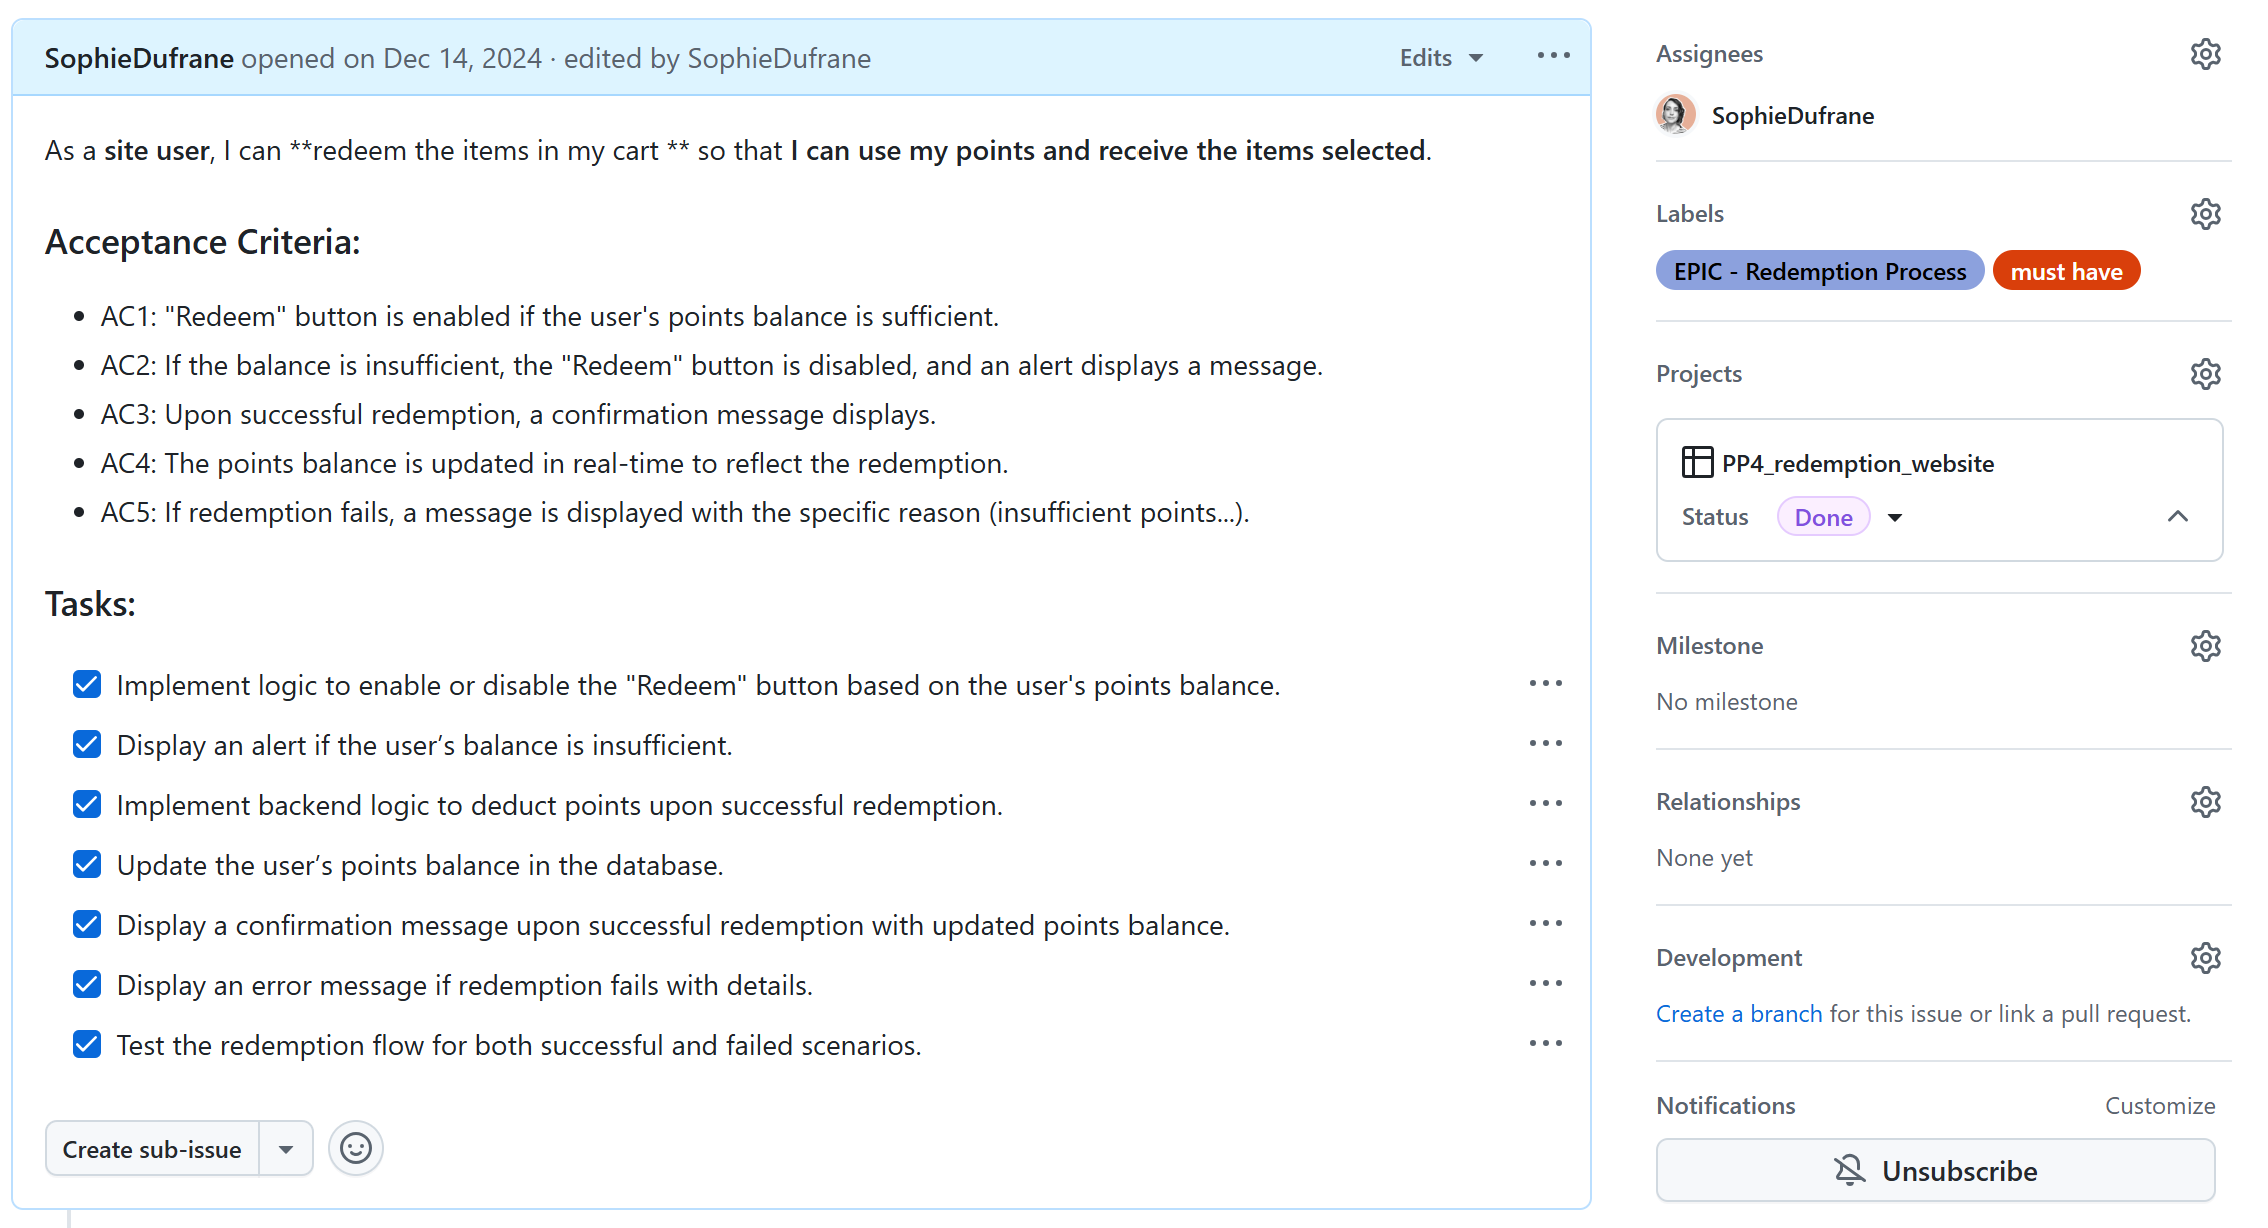 SophieDufrane opened on Dec 14, 2024 · edited by SophieDufrane
Edits
As a site user, I can **redeem the items in my cart ** so that I can use my points and receive the items selected.
Acceptance Criteria:
AC1: "Redeem" button is enabled if the user's points balance is sufficient.
AC2: If the balance is insufficient, the "Redeem" button is disabled, and an alert displays a message.
AC3: Upon successful redemption, a confirmation message displays.
AC4: The points balance is updated in real-time to reflect the redemption.
AC5: If redemption fails, a message is displayed with the specific reason (insufficient points...).
Tasks:
Implement logic to enable or disable the "Redeem" button based on the user's points balance.
Display an alert if the user’s balance is insufficient.
Implement backend logic to deduct points upon successful redemption.
Update the user’s points balance in the database.
Display a confirmation message upon successful redemption with updated points balance.
Display an error message if redemption fails with details.
Test the redemption flow for both successful and failed scenarios.
Create sub-issue
Assignees
SophieDufrane
Labels
EPIC - Redemption Process must have
Projects
PP4_redemption_website
Status Done
Milestone
No milestone
Relationships
None yet
Development
Create a branch for this issue or link a pull request.
Notifications Customize
Unsubscribe